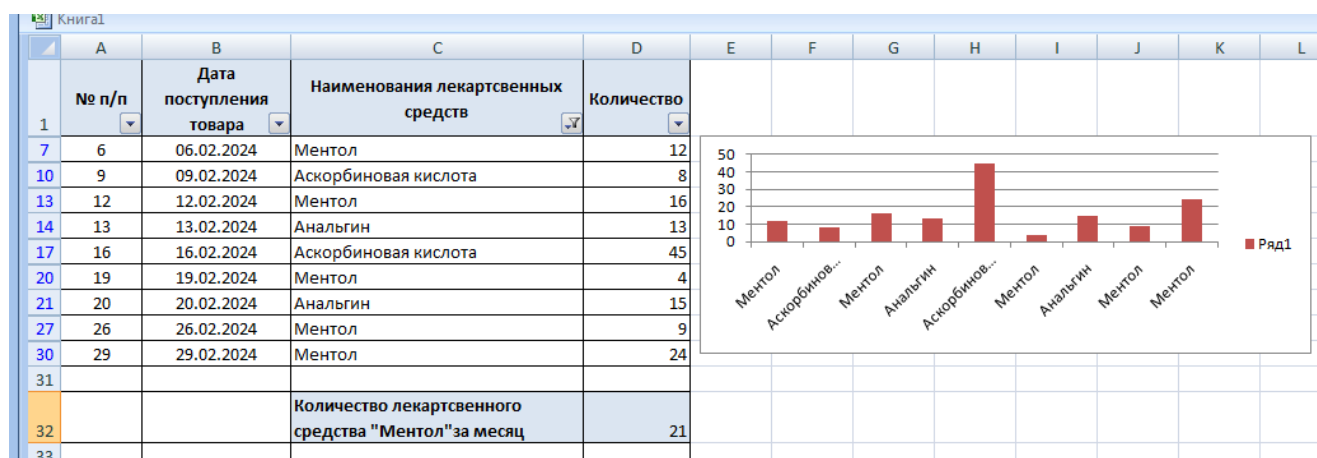 Книга1
A B C D E F G H I J K L
1 № п/п Дата поступления товара Наименования лекартсвенных средств Количество
7 6 06.02.2024 Ментол 12
10 9 09.02.2024 Аскорбиновая кислота 8
13 12 12.02.2024 Ментол 16
14 13 13.02.2024 Анальгин 13
17 16 16.02.2024 Аскорбиновая кислота 45
20 19 19.02.2024 Ментол 4
21 20 20.02.2024 Анальгин 15
27 26 26.02.2024 Ментол 9
30 29 29.02.2024 Ментол 24
31
32 Количество лекартсвенного
средства "Ментол"за месяц 21
33
50
40
30
20
10
0
Ментол
Аскорбинов...
Ментол
Анальгин
Аскорбинов...
Ментол
Анальгин
Ментол
Ментол
Ряд1